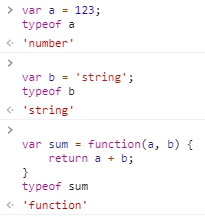 > var a = 123;
typeof a
<· 'number'
>
var b = 'string';
typeof b
<· 'string'
>
var sum = function(a, b) {
    return a + b;
}
typeof sum
<· 'function'